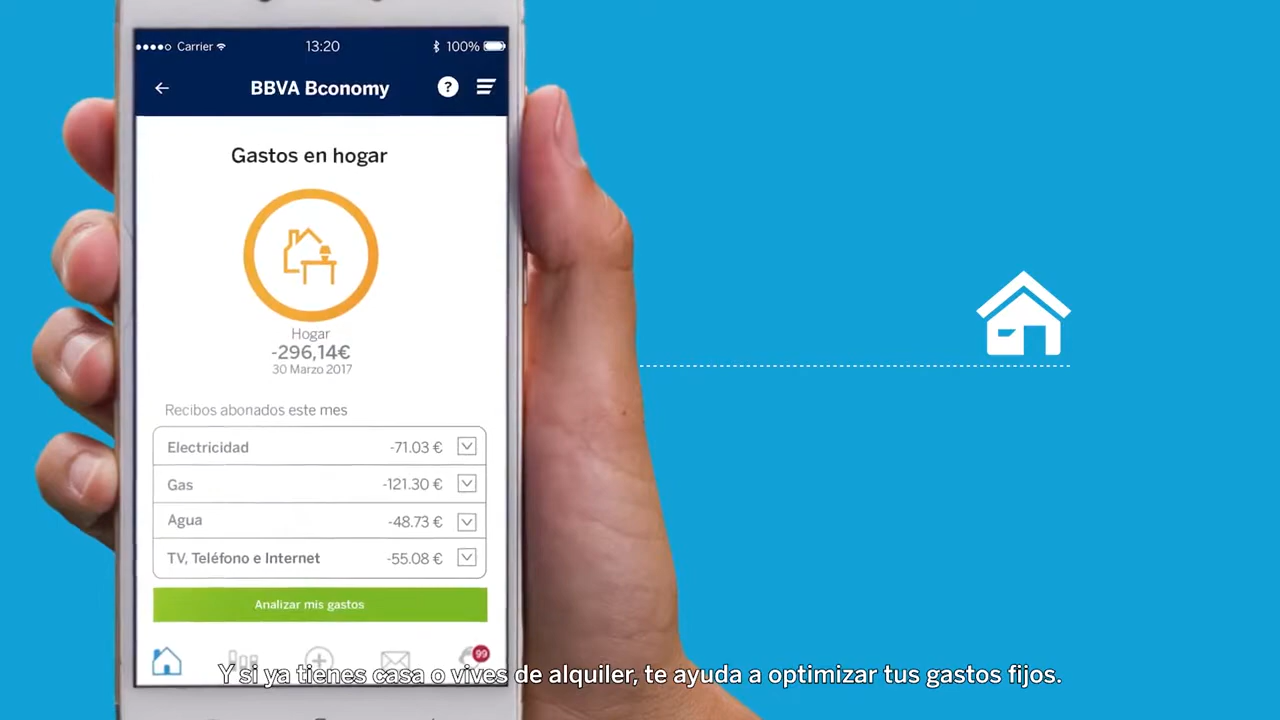 Carrier 13:20 100%
BBVA Bconomy ?
Gastos en hogar
Hogar
-296,14€
30 Marzo 2017
Recibos abonados este mes
Electricidad -71.03 €
Gas -121.30 €
Agua -48.73 €
TV, Teléfono e Internet -55.08 €
Analizar mis gastos
99
Y si ya tienes casa o vives de alquiler, te ayuda a optimizar tus gastos fijos.